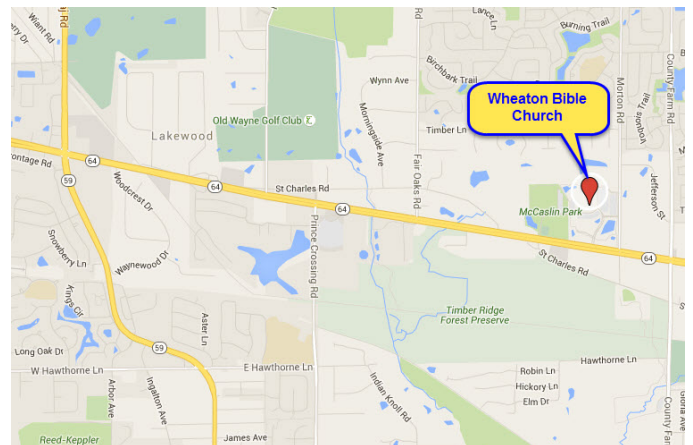 Wiant Rd
Lance Ln
Burning Trail
County Farm Rd
Birchbark Trail
Wynn Ave
Morton Rd
Wheaton Bible
Church
Old Wayne Golf Club
Lakewood
Timber Ln
Morningside Ave
Fair Oaks Rd
64
59
St Charles Rd
64
64
Woodcrest Dr
Prince Crossing Rd
McCaslin Park
Jefferson St
St Charles Rd
64
Snowberry Ln
Waynewood Dr
Kings Cir
Aster Ln
Timber Ridge
Forest Preserve
59
Long Oak Dr
W Hawthorne Ln
E Hawthorne Ln
Hawthorne Ln
Robin Ln
Hickory Ln
Elm Dr
Arbor Ave
Ingalton Ave
Indian Knoll Rd
James Ave
Reed-Keppler
Gloria Ave
County Fa